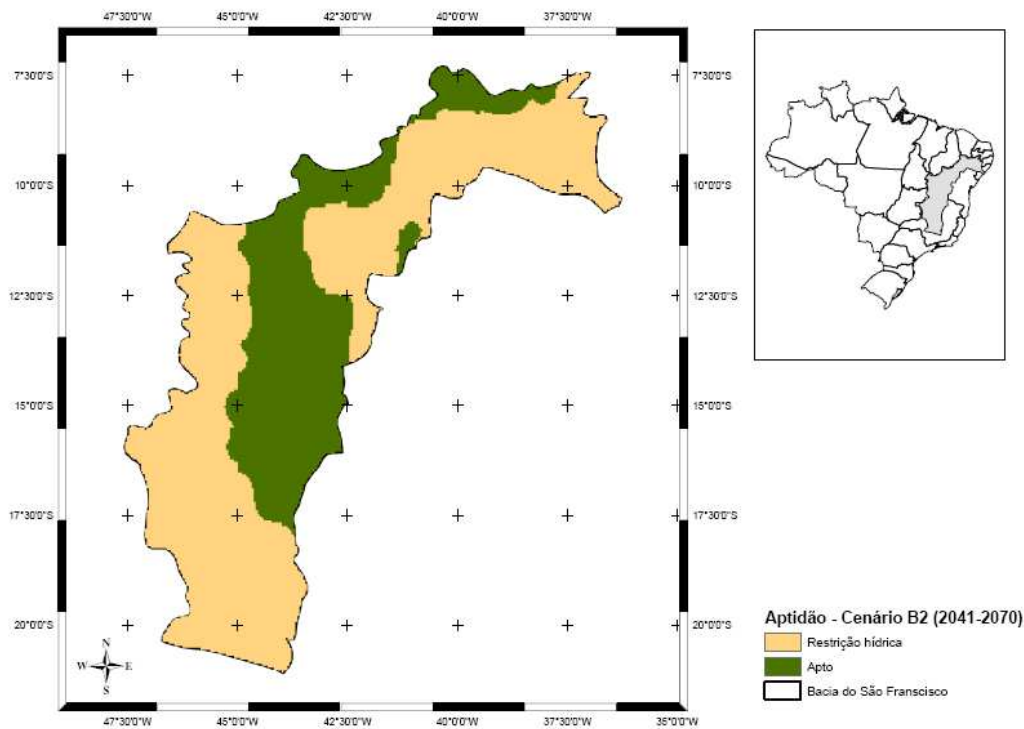 47°30'0"W 45°0'0"W 42°30'0"W 40°0'0"W 37°30'0"W 35°0'0"W
7°30'0"S 7°30'0"S
10°0'0"S 10°0'0"S
12°30'0"S 12°30'0"S
15°0'0"S 15°0'0"S
17°30'0"S 17°30'0"S
20°0'0"S 20°0'0"S
N
W E
S
47°30'0"W 45°0'0"W 42°30'0"W 40°0'0"W 37°30'0"W 35°0'0"W
Aptidão - Cenário B2 (2041-2070)
Restrição hídrica
Apto
Bacia do São Franscisco